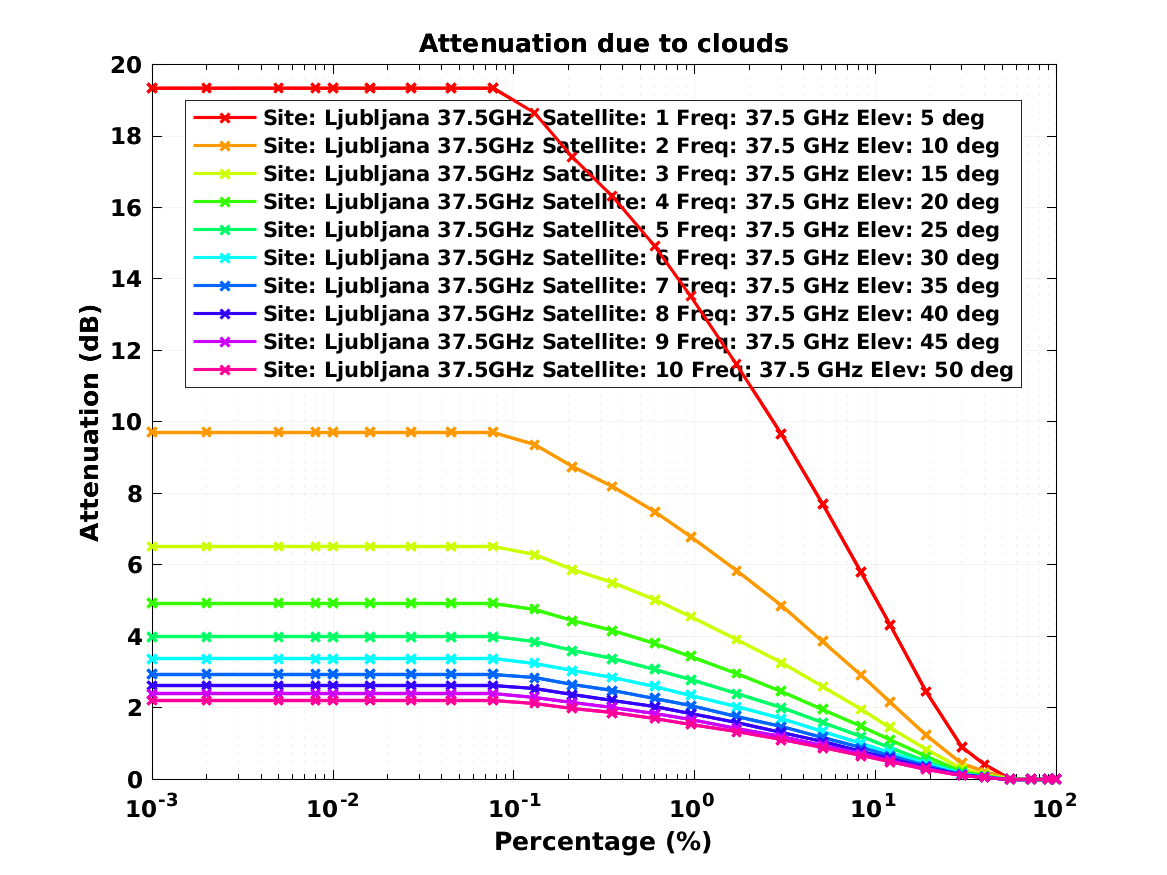 Attenuation due to clouds
20
18
16
14
12
10
8
6
4
2
0
Attenuation (dB)
Site: Ljubljana 37.5GHz Satellite: 1 Freq: 37.5 GHz Elev: 5 deg
Site: Ljubljana 37.5GHz Satellite: 2 Freq: 37.5 GHz Elev: 10 deg
Site: Ljubljana 37.5GHz Satellite: 3 Freq: 37.5 GHz Elev: 15 deg
Site: Ljubljana 37.5GHz Satellite: 4 Freq: 37.5 GHz Elev: 20 deg
Site: Ljubljana 37.5GHz Satellite: 5 Freq: 37.5 GHz Elev: 25 deg
Site: Ljubljana 37.5GHz Satellite: 6 Freq: 37.5 GHz Elev: 30 deg
Site: Ljubljana 37.5GHz Satellite: 7 Freq: 37.5 GHz Elev: 35 deg
Site: Ljubljana 37.5GHz Satellite: 8 Freq: 37.5 GHz Elev: 40 deg
Site: Ljubljana 37.5GHz Satellite: 9 Freq: 37.5 GHz Elev: 45 deg
Site: Ljubljana 37.5GHz Satellite: 10 Freq: 37.5 GHz Elev: 50 deg
10^-3 10^-2 10^-1 10^0 10^1 10^2
Percentage (%)